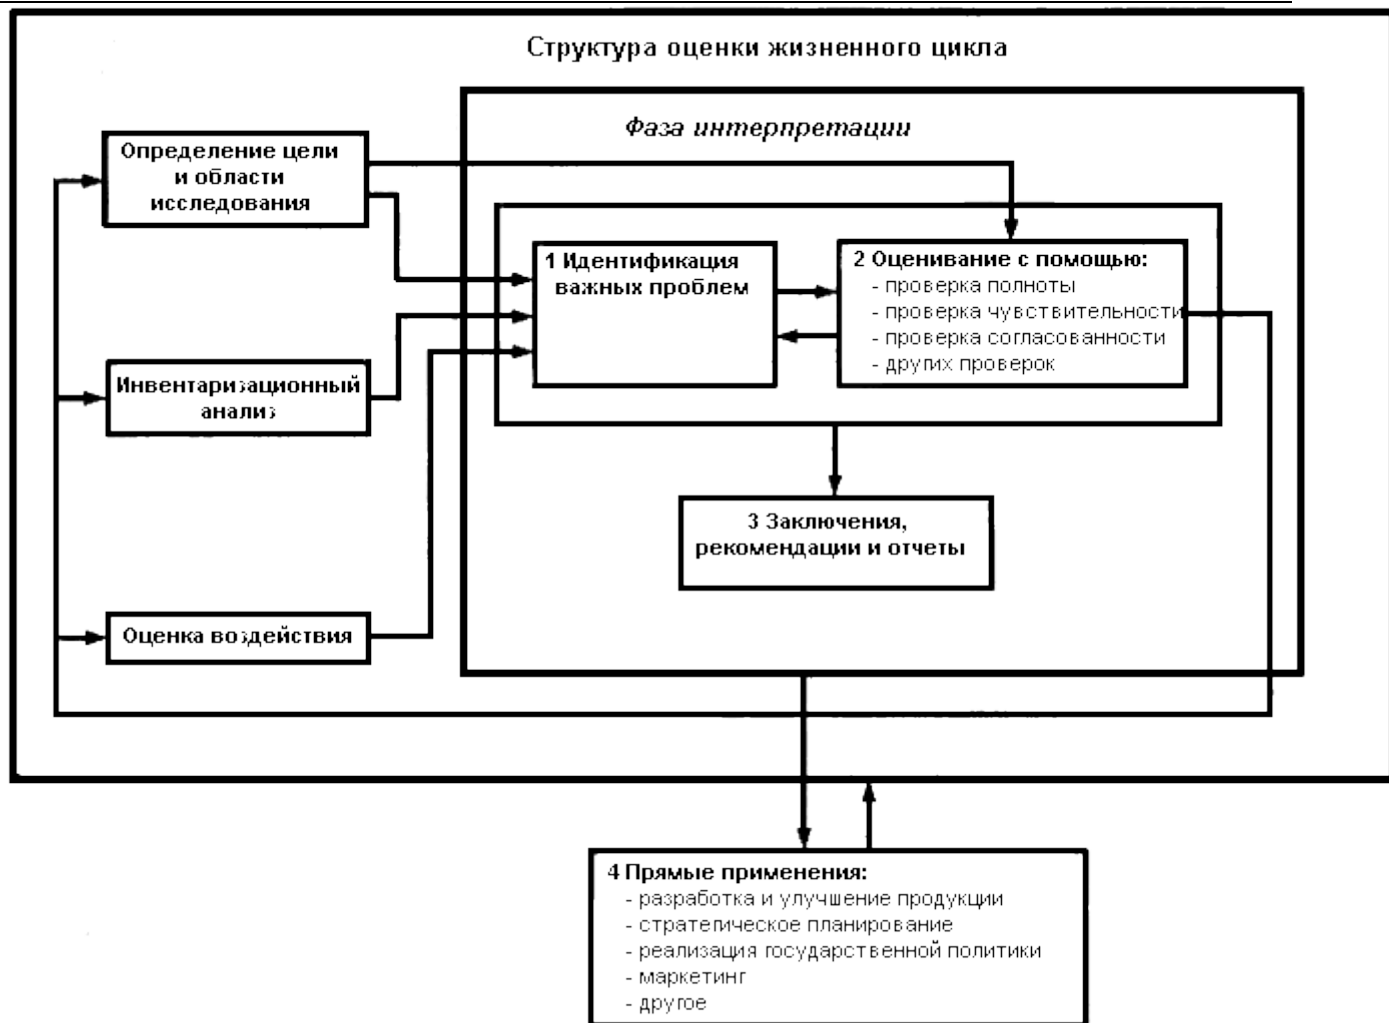 Структура оценки жизненного цикла
Фаза интерпретации
Определение цели
и области
исследования
1 Идентификация
важных проблем
2 Оценивание с помощью:
- проверка полноты
- проверка чувствительности
- проверка согласованности
- других проверок
Инвентаризационный
анализ
3 Заключения,
рекомендации и отчеты
Оценка воздействия
4 Прямые применения:
- разработка и улучшение продукции
- стратегическое планирование
- реализация государственной политики
- маркетинг
- другое